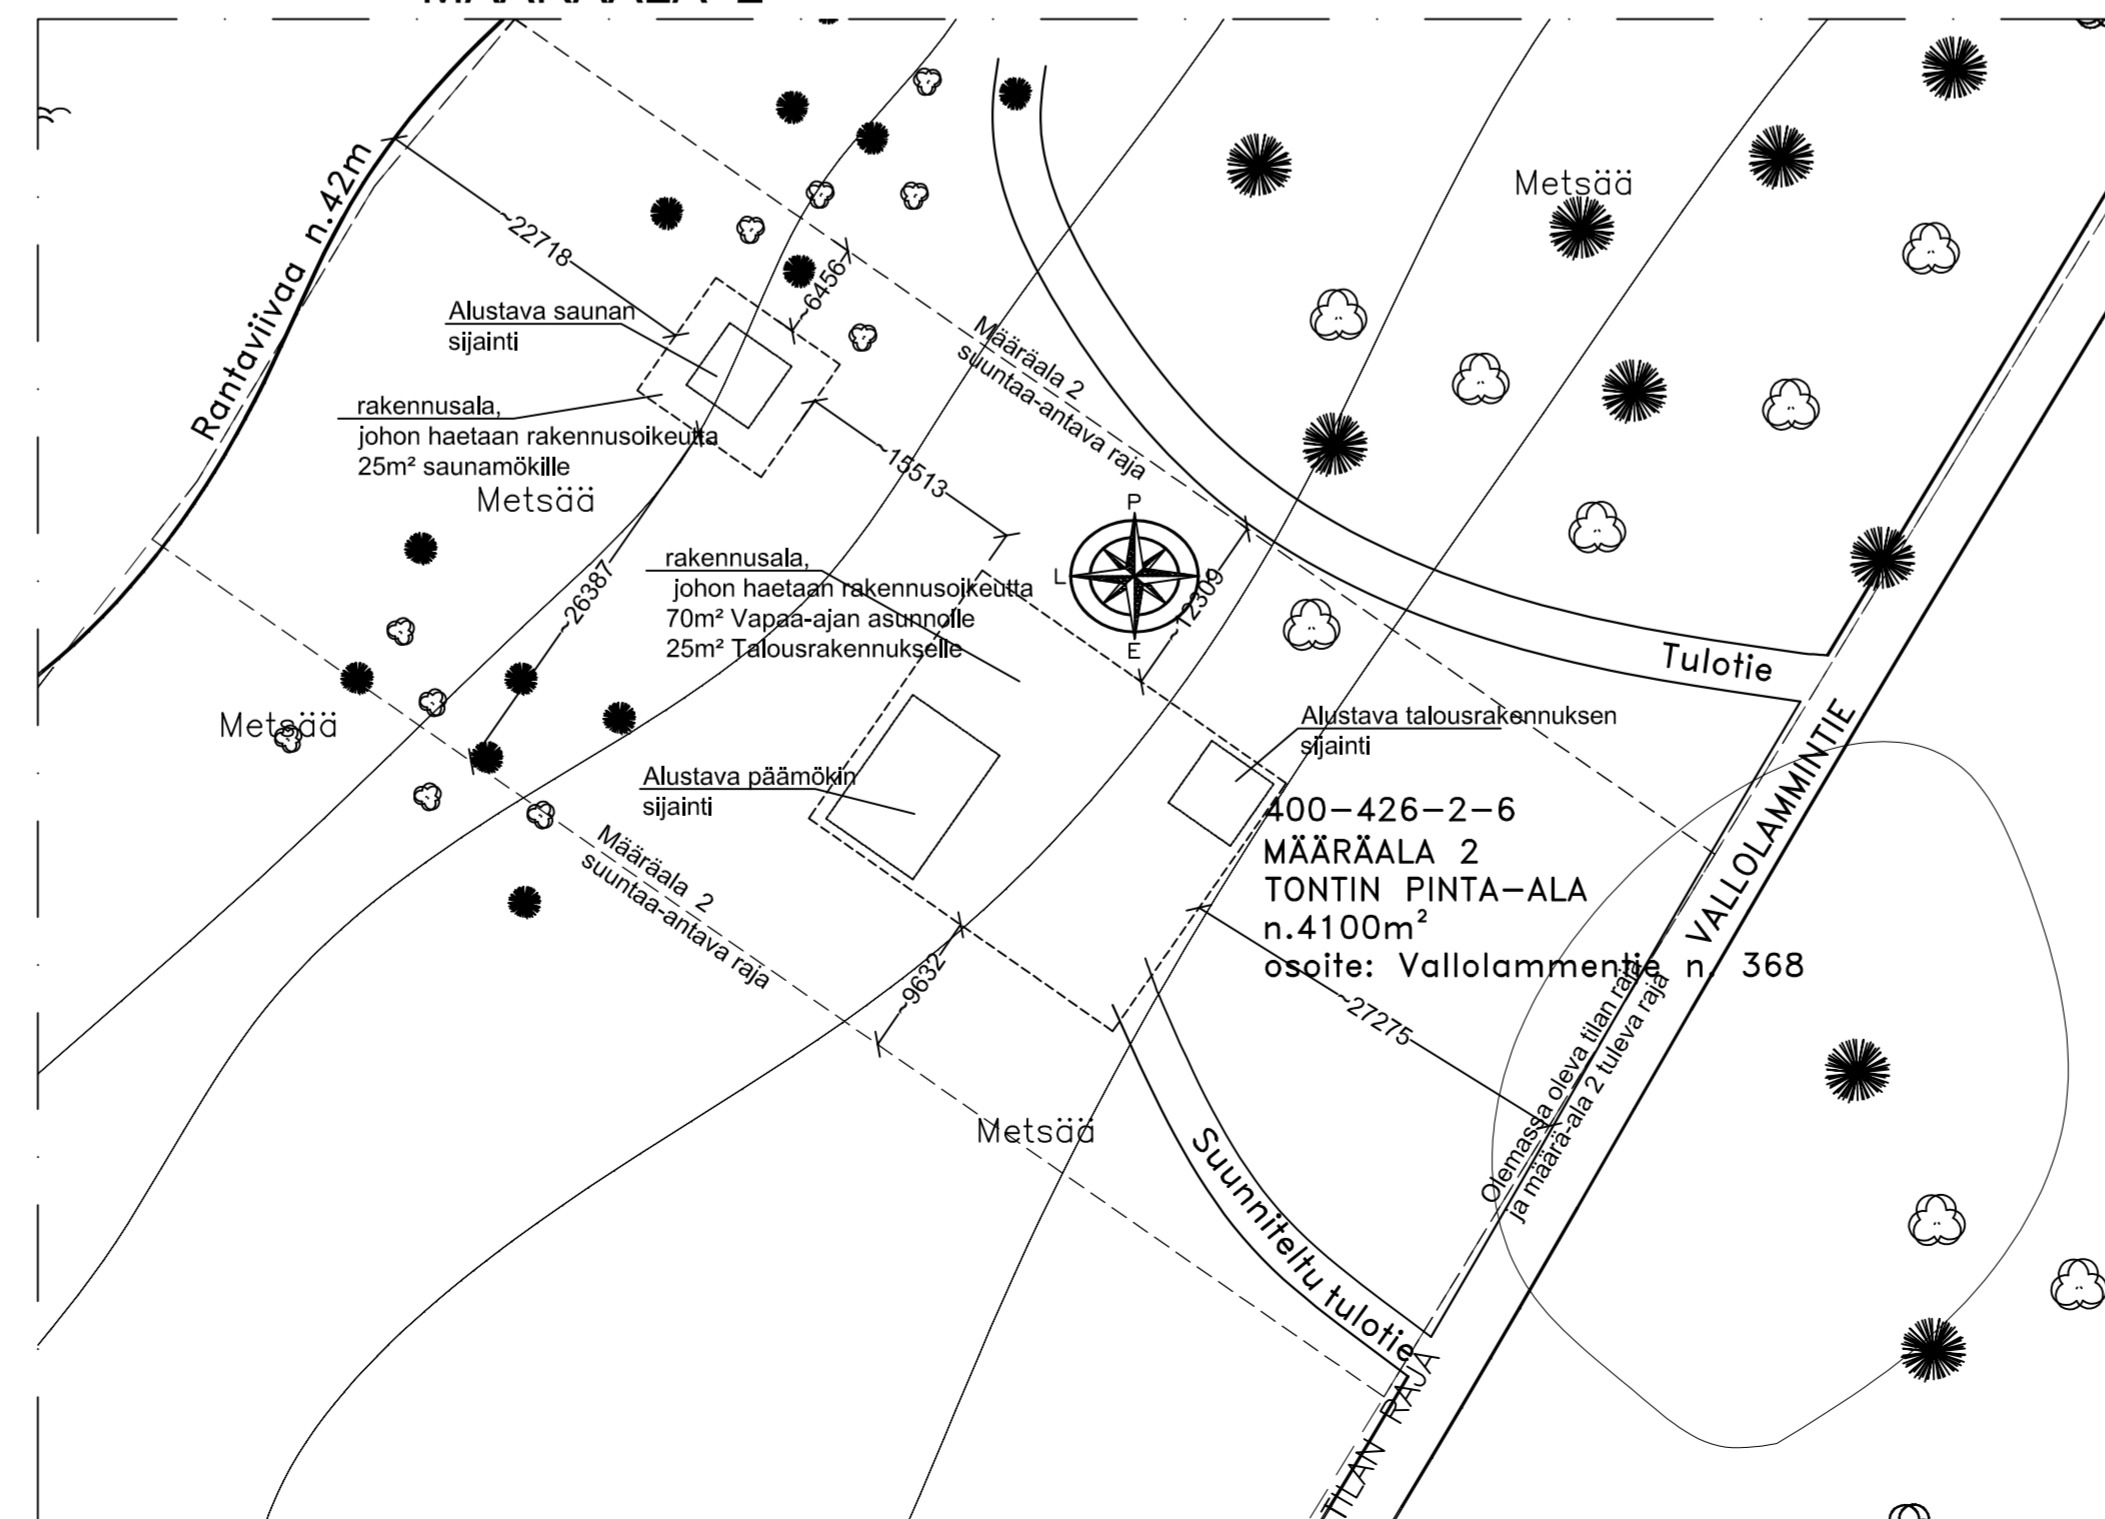 Rantaviivaa n.42m
~22718
~6456
Metsää
Alustava saunan
sijainti
Määräala 2
suuntaa-antava raja
rakennusala,
johon haetaan rakennusoikeutta
25m² saunamökille
Metsää
~15513
P
L
E
~12309
rakennusala,
johon haetaan rakennusoikeutta
70m² Vapaa-ajan asunnolle
25m² Talousrakennukselle
~26387
Tulotie
Metsää
Alustava talousrakennuksen
sijainti
Alustava päämökin
sijainti
VALLOLAMMINTIE
400-426-2-6
MÄÄRÄALA 2
TONTIN PINTA-ALA
n.4100m²
osoite: Vallolammentie n. 368
Määräala 2
suuntaa-antava raja
~9632
~27275
Olemassa oleva tilan raja
ja määrä-ala 2 tuleva raja
Metsää
Suunniteltu tulotie
TILAN RAJA